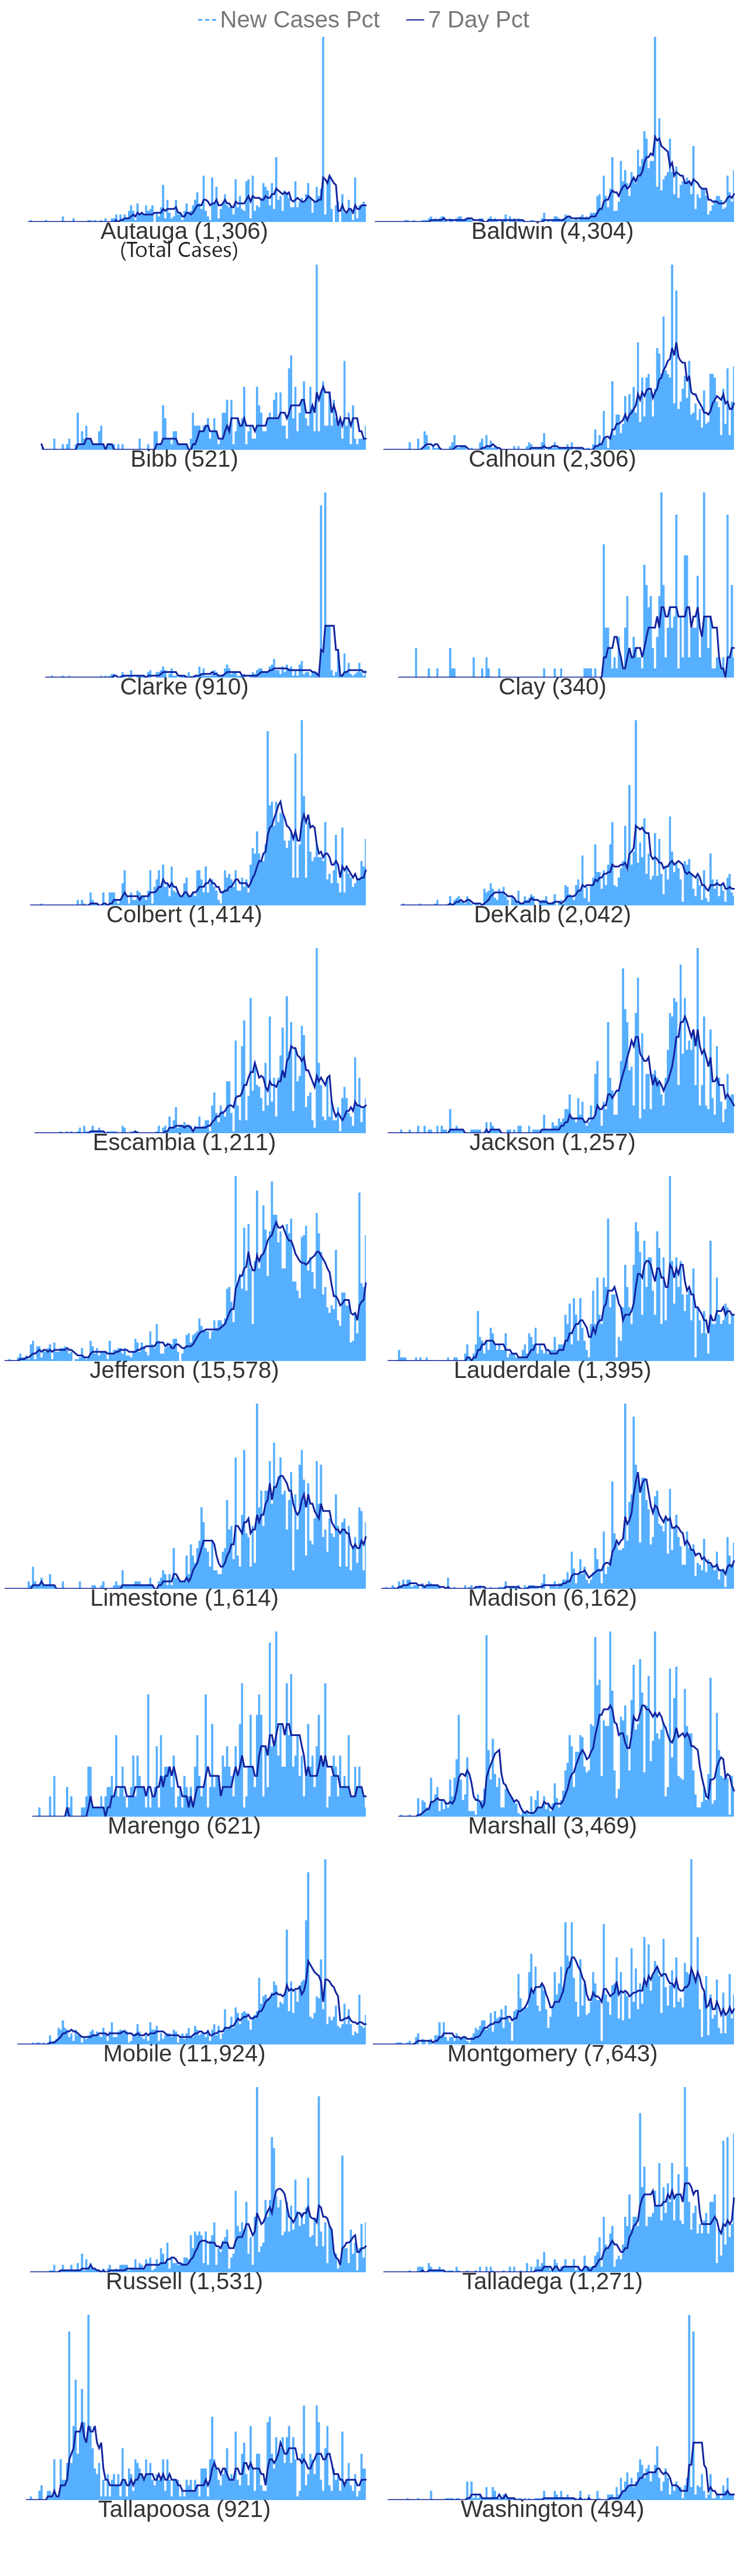 New Cases Pct 7 Day Pct
Autauga (1,306) Baldwin (4,304)
(Total Cases)
Bibb (521) Calhoun (2,306)
Clarke (910) Clay (340)
Colbert (1,414) DeKalb (2,042)
Escambia (1,211) Jackson (1,257)
Jefferson (15,578) Lauderdale (1,395)
Limestone (1,614) Madison (6,162)
Marengo (621) Marshall (3,469)
Mobile (11,924) Montgomery (7,643)
Russell (1,531) Talladega (1,271)
Tallapoosa (921) Washington (494)